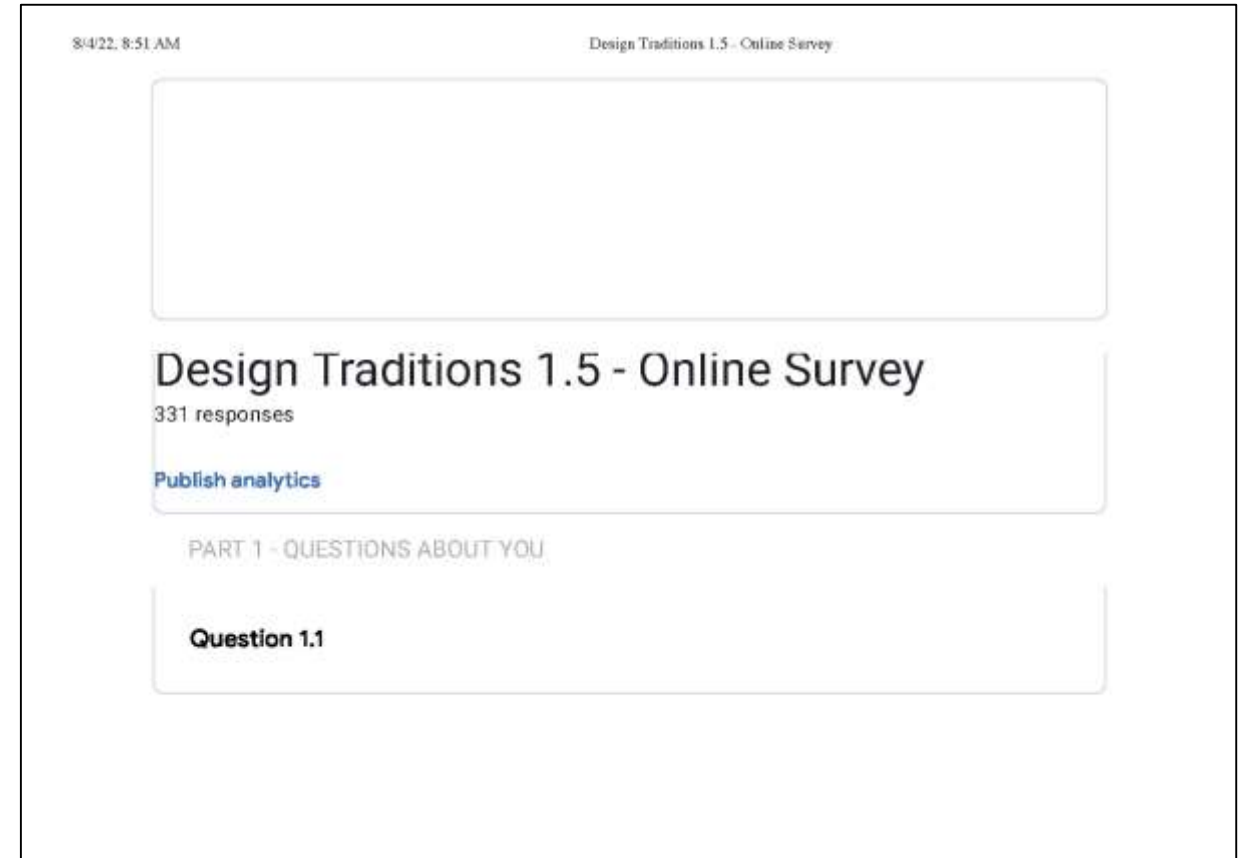 8/4/22, 8:51 AM Design Traditions 1.5 - Online Survey
Design Traditions 1.5 - Online Survey
331 responses
Publish analytics
PART 1 - QUESTIONS ABOUT YOU
Question 1.1